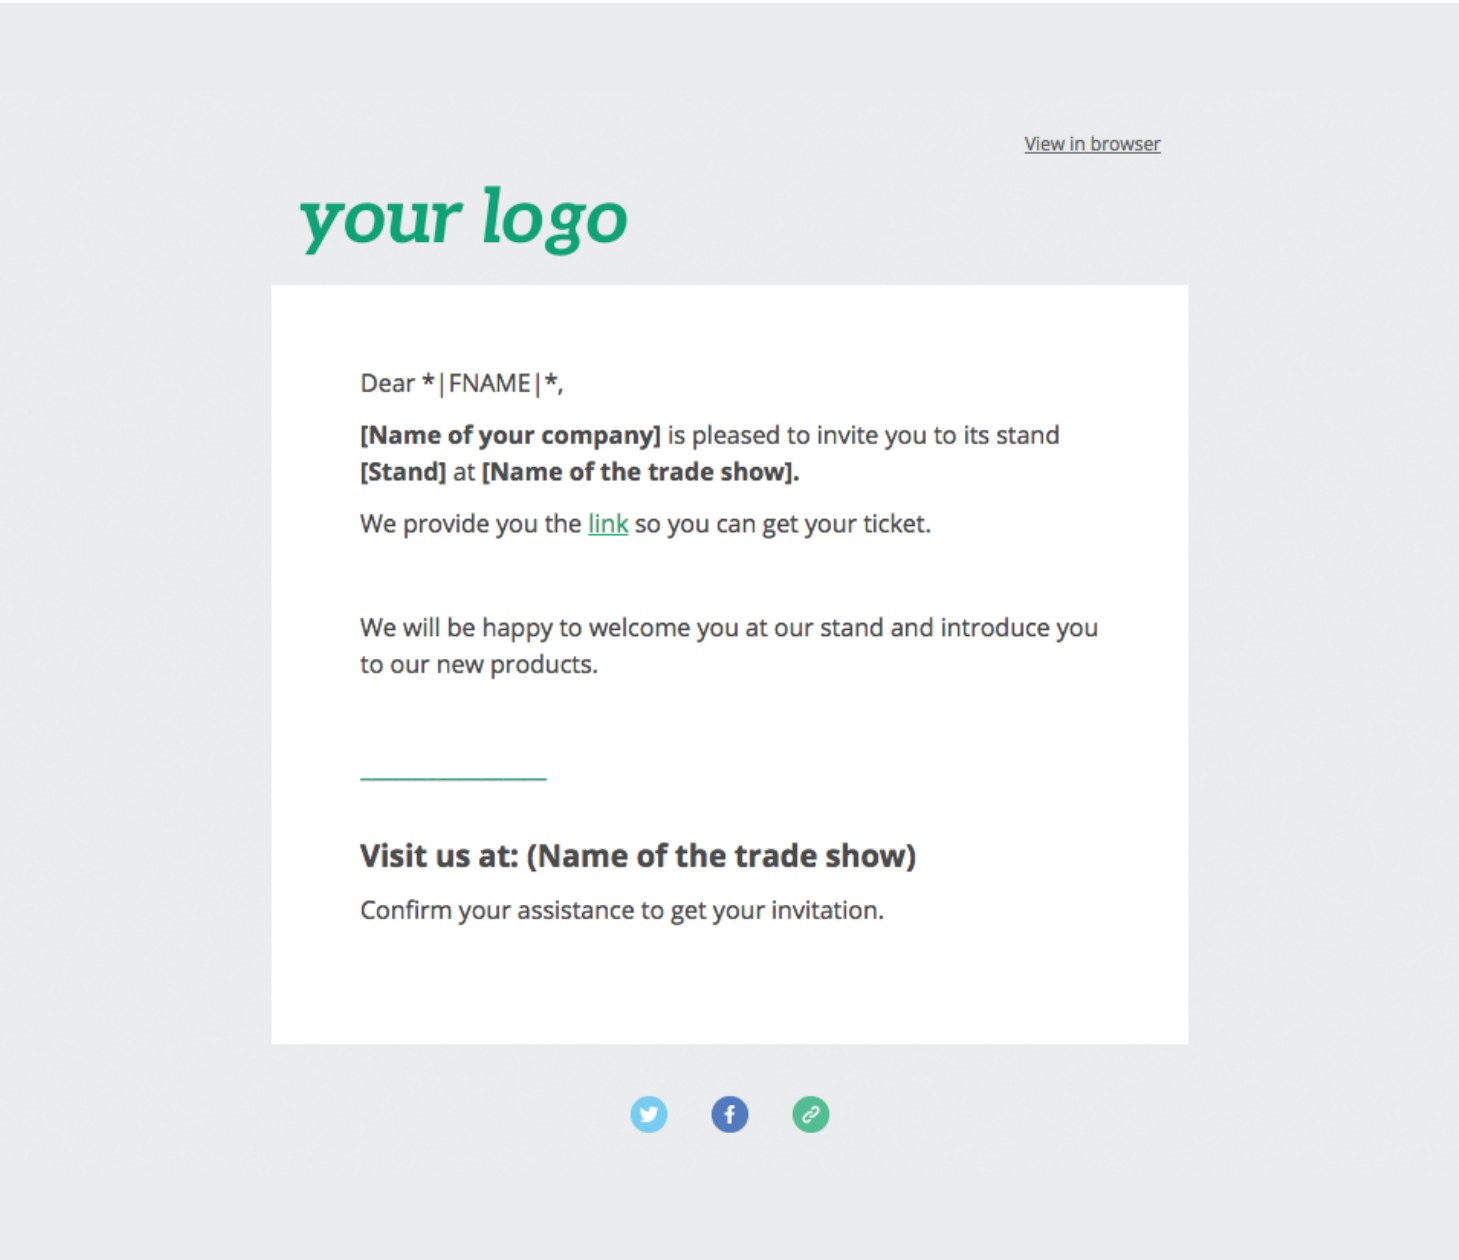 View in browser
your logo
Dear *|FNAME|*,
[Name of your company] is pleased to invite you to its stand
[Stand] at [Name of the trade show].
We provide you the link so you can get your ticket.
We will be happy to welcome you at our stand and introduce you
to our new products.
Visit us at: (Name of the trade show)
Confirm your assistance to get your invitation.